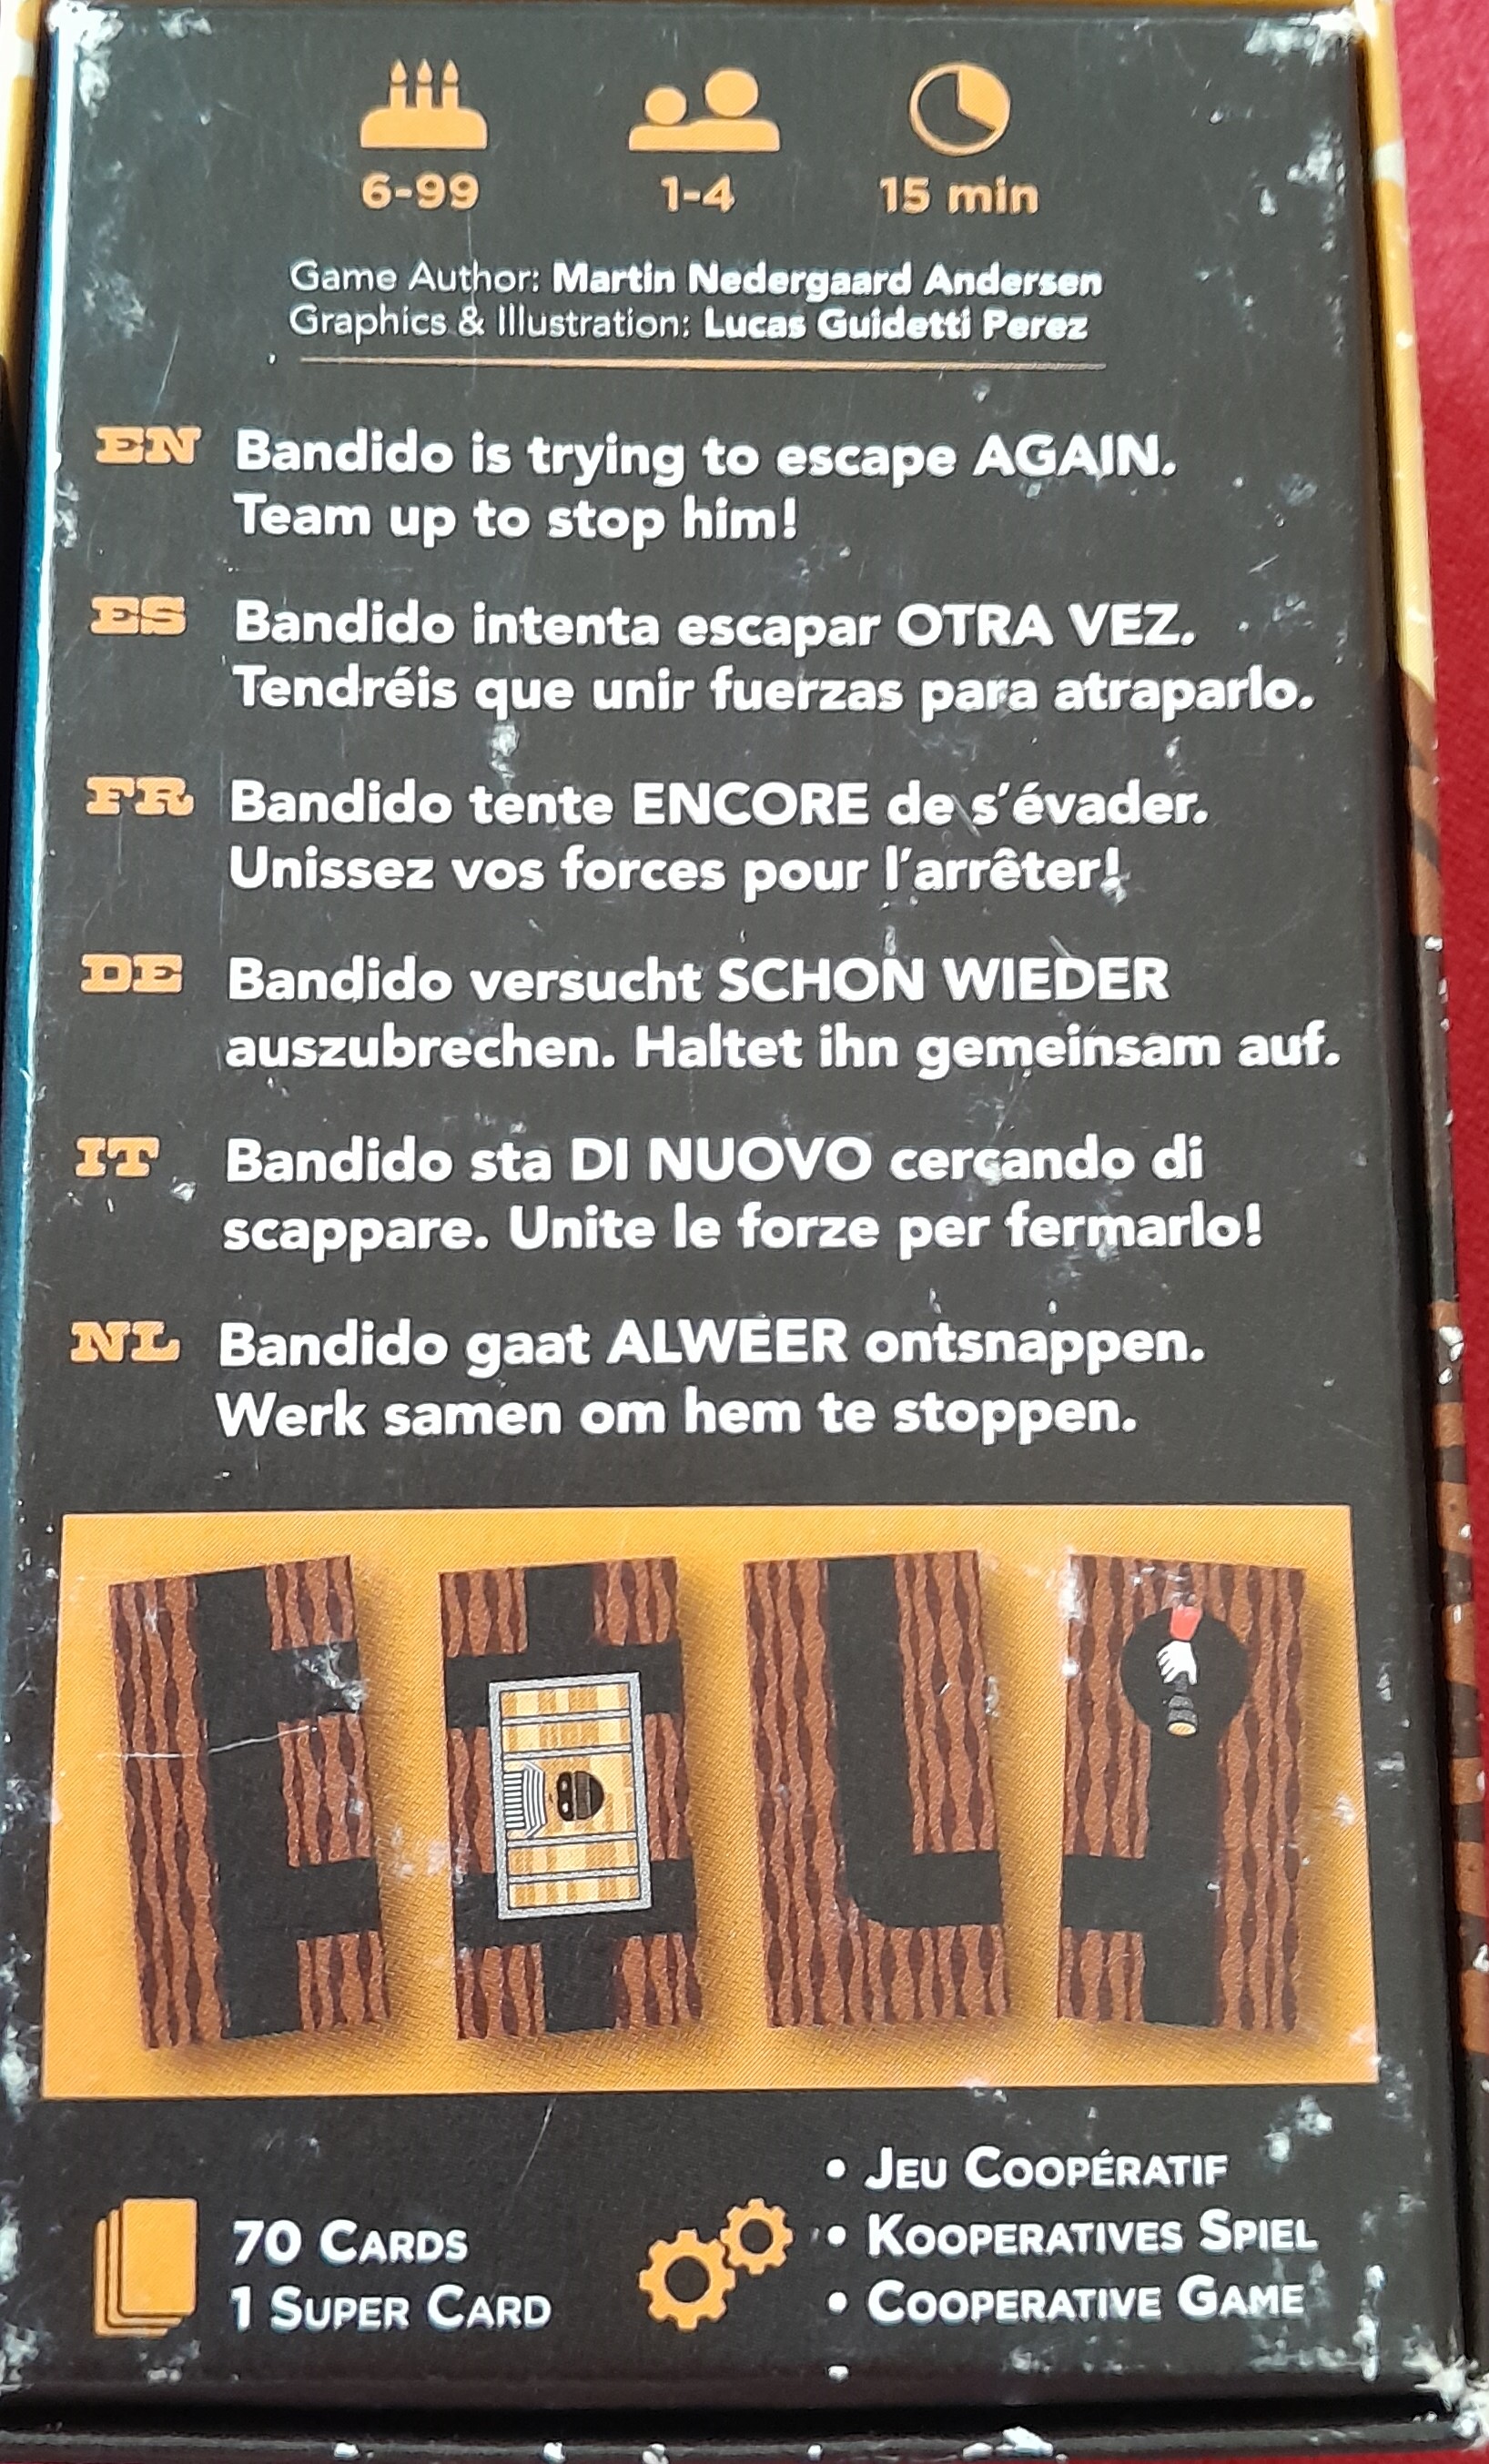 6-99
1-4
15 min
Game Author: Martin Nedergaard Andersen
Graphics & Illustration: Lucas Guidetti Perez
EN Bandido is trying to escape AGAIN.
Team up to stop him!
ES Bandido intenta escapar OTRA VEZ.
Tendréis que unir fuerzas para atraparlo.
FR Bandido tente ENCORE de s'évader.
Unissez vos forces pour l'arrêter!
DE Bandido versucht SCHON WIEDER
auszubrechen. Haltet ihn gemeinsam auf.
IT Bandido sta DI NUOVO cercando di
scappare. Unite le forze per fermarlo!
NL Bandido gaat ALWEER ontsnappen.
Werk samen om hem te stoppen.
70 CARDS
1 SUPER CARD
• JEU COOPÉRATIF
• KOOPERATIVES SPIEL
• COOPERATIVE GAME